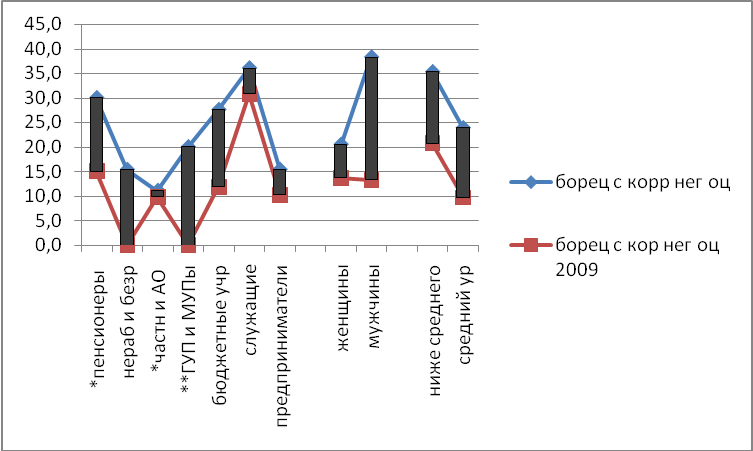 45,0
40,0
35,0
30,0
25,0
20,0
15,0
10,0
5,0
0,0
*пенсионеры
нераб и безр
*частн и АО
**ГУП и МУПы
бюджетные учр
служащие
предприниматели
женщины
мужчины
ниже среднего
средний ур
борец с корр нег оц
борец с кор нег оц
2009